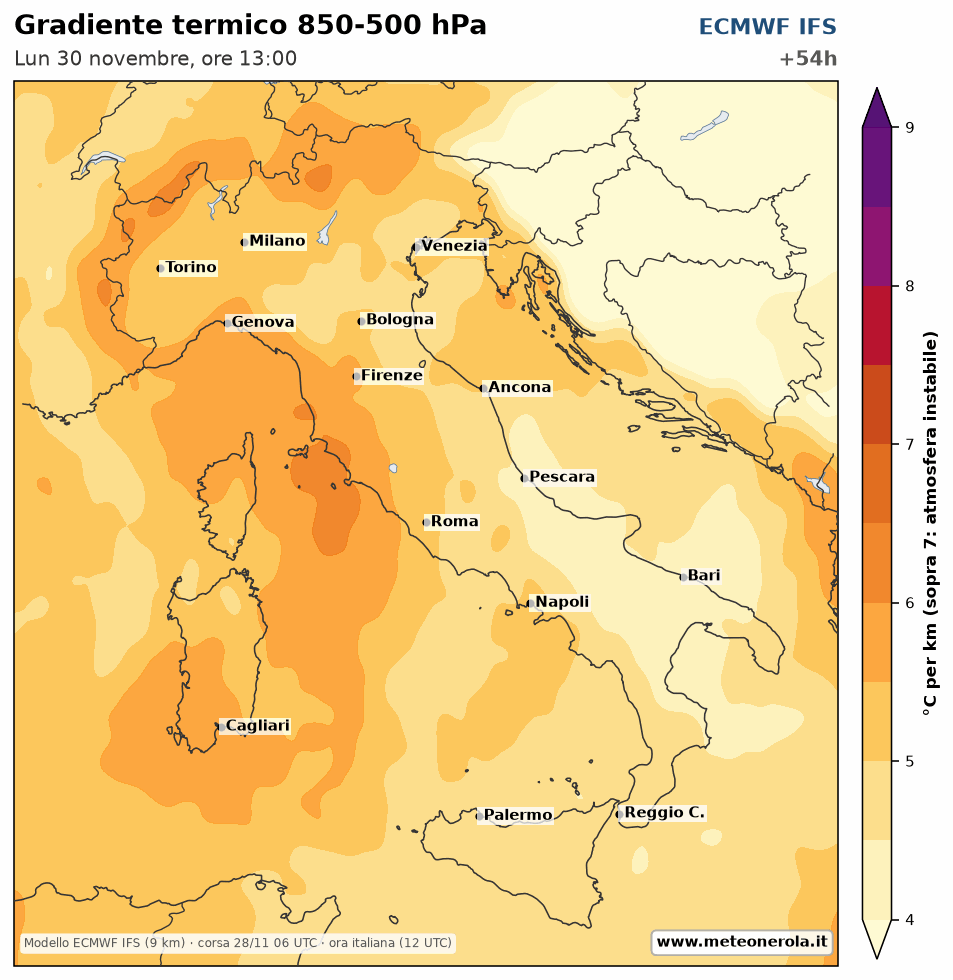 Gradiente termico 850-500 hPa
ECMWF IFS
Lun 30 novembre, ore 13:00
+54h
Milano
Venezia
Torino
Genova
Bologna
Firenze
Ancona
Pescara
Roma
Bari
Napoli
Cagliari
Palermo
Reggio C.
9
8
7
6
5
4
°C per km (sopra 7: atmosfera instabile)
Modello ECMWF IFS (9 km) · corsa 28/11 06 UTC · ora italiana (12 UTC)
www.meteonerola.it